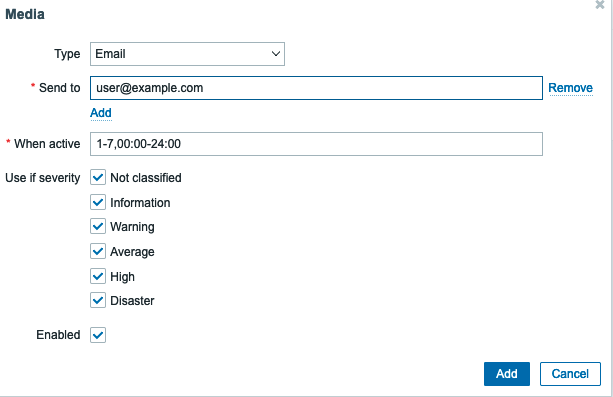 Media
Type Email
* Send to user@example.com Remove
Add
* When active 1-7,00:00-24:00
Use if severity Not classified
Information
Warning
Average
High
Disaster
Enabled
Add Cancel